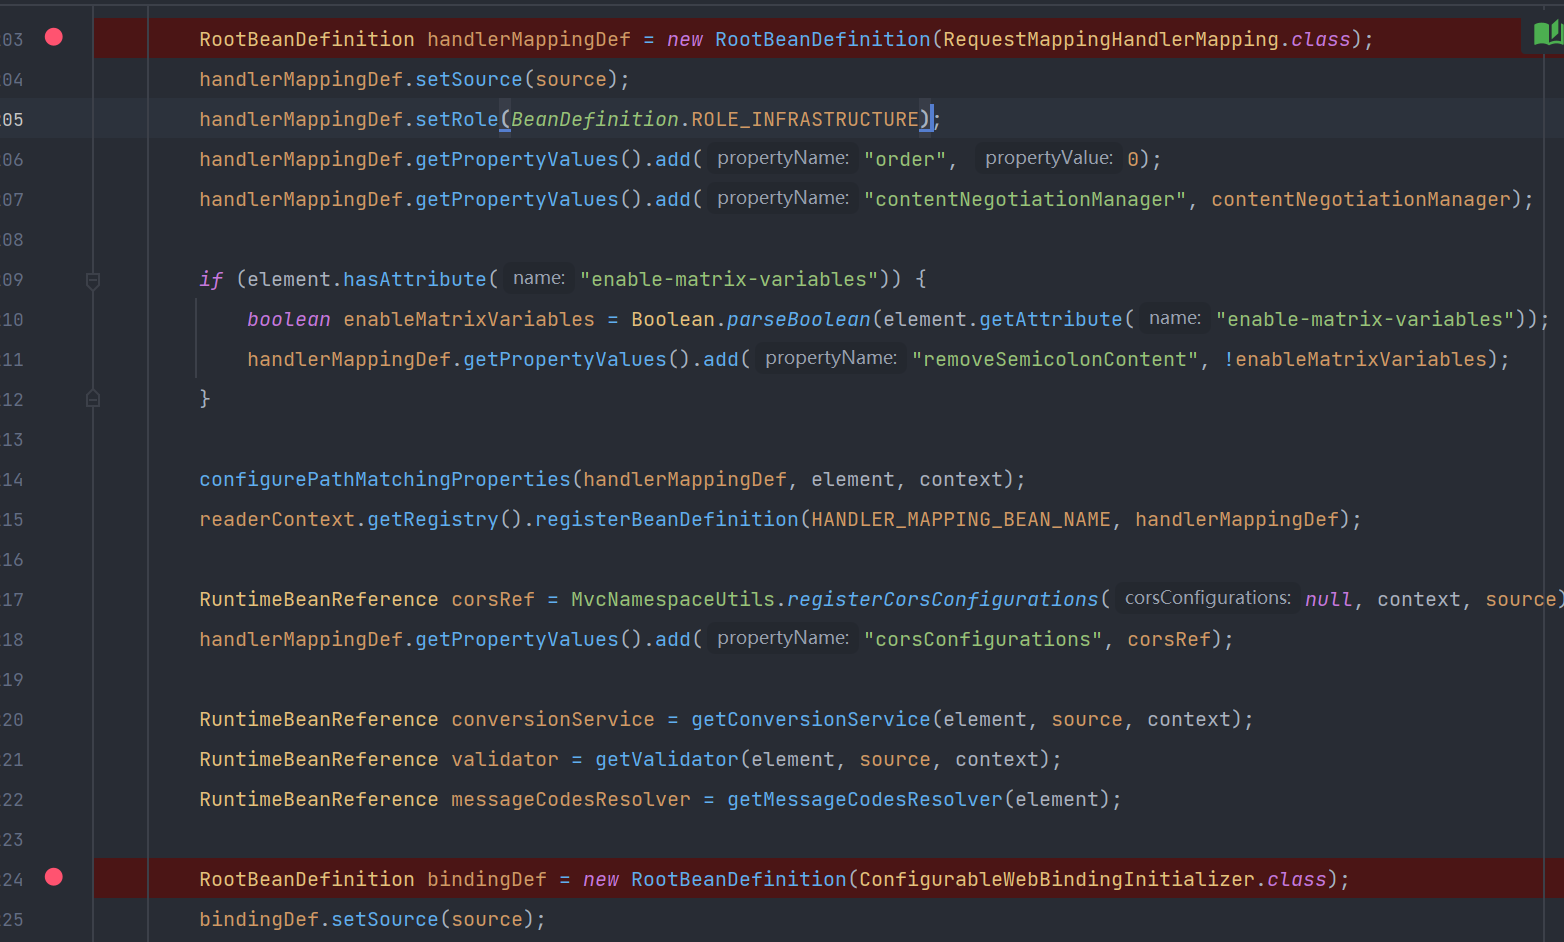 03 RootBeanDefinition handlerMappingDef = new RootBeanDefinition(RequestMappingHandlerMapping.class);
04 handlerMappingDef.setSource(source);
05 handlerMappingDef.setRole(BeanDefinition.ROLE_INFRASTRUCTURE);
06 handlerMappingDef.getPropertyValues().add( propertyName: "order", propertyValue: 0);
07 handlerMappingDef.getPropertyValues().add( propertyName: "contentNegotiationManager", contentNegotiationManager);
08
09 if (element.hasAttribute( name: "enable-matrix-variables")) {
10 boolean enableMatrixVariables = Boolean.parseBoolean(element.getAttribute( name: "enable-matrix-variables"));
11 handlerMappingDef.getPropertyValues().add( propertyName: "removeSemicolonContent", !enableMatrixVariables);
12 }
13
14 configurePathMatchingProperties(handlerMappingDef, element, context);
15 readerContext.getRegistry().registerBeanDefinition(HANDLER_MAPPING_BEAN_NAME, handlerMappingDef);
16
17 RuntimeBeanReference corsRef = MvcNamespaceUtils.registerCorsConfigurations( corsConfigurations: null, context, source)
18 handlerMappingDef.getPropertyValues().add( propertyName: "corsConfigurations", corsRef);
19
20 RuntimeBeanReference conversionService = getConversionService(element, source, context);
21 RuntimeBeanReference validator = getValidator(element, source, context);
22 RuntimeBeanReference messageCodesResolver = getMessageCodesResolver(element);
23
24 RootBeanDefinition bindingDef = new RootBeanDefinition(ConfigurableWebBindingInitializer.class);
25 bindingDef.setSource(source);